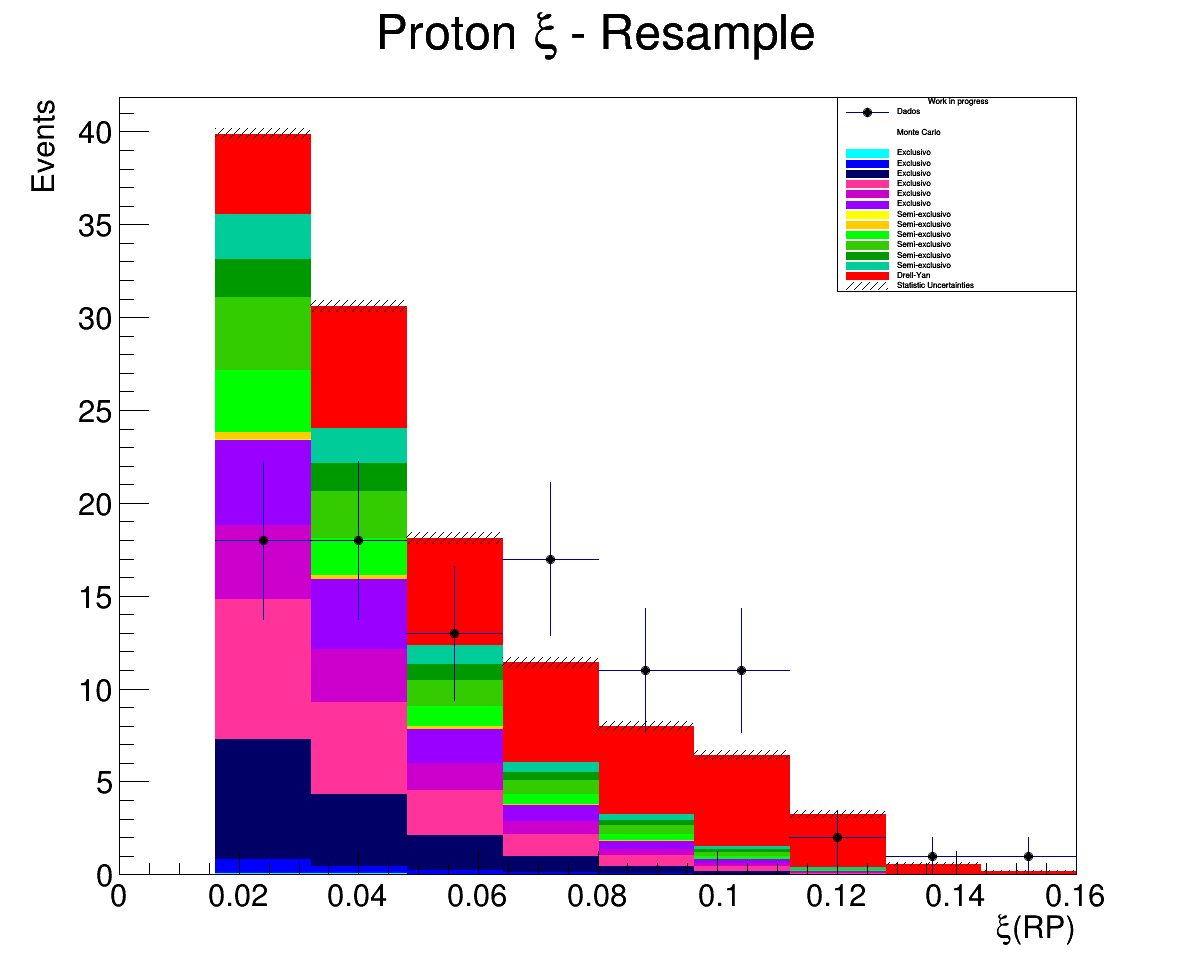 Proton ξ - Resample
Events
Work in progress
Dados
Monte Carlo
Exclusivo
Exclusivo
Exclusivo
Exclusivo
Exclusivo
Exclusivo
Semi-exclusivo
Semi-exclusivo
Semi-exclusivo
Semi-exclusivo
Semi-exclusivo
Semi-exclusivo
Drell-Yan
Statistic Uncertainties
40
35
30
25
20
15
10
5
0
0 0.02 0.04 0.06 0.08 0.1 0.12 0.14 0.16
ξ(RP)